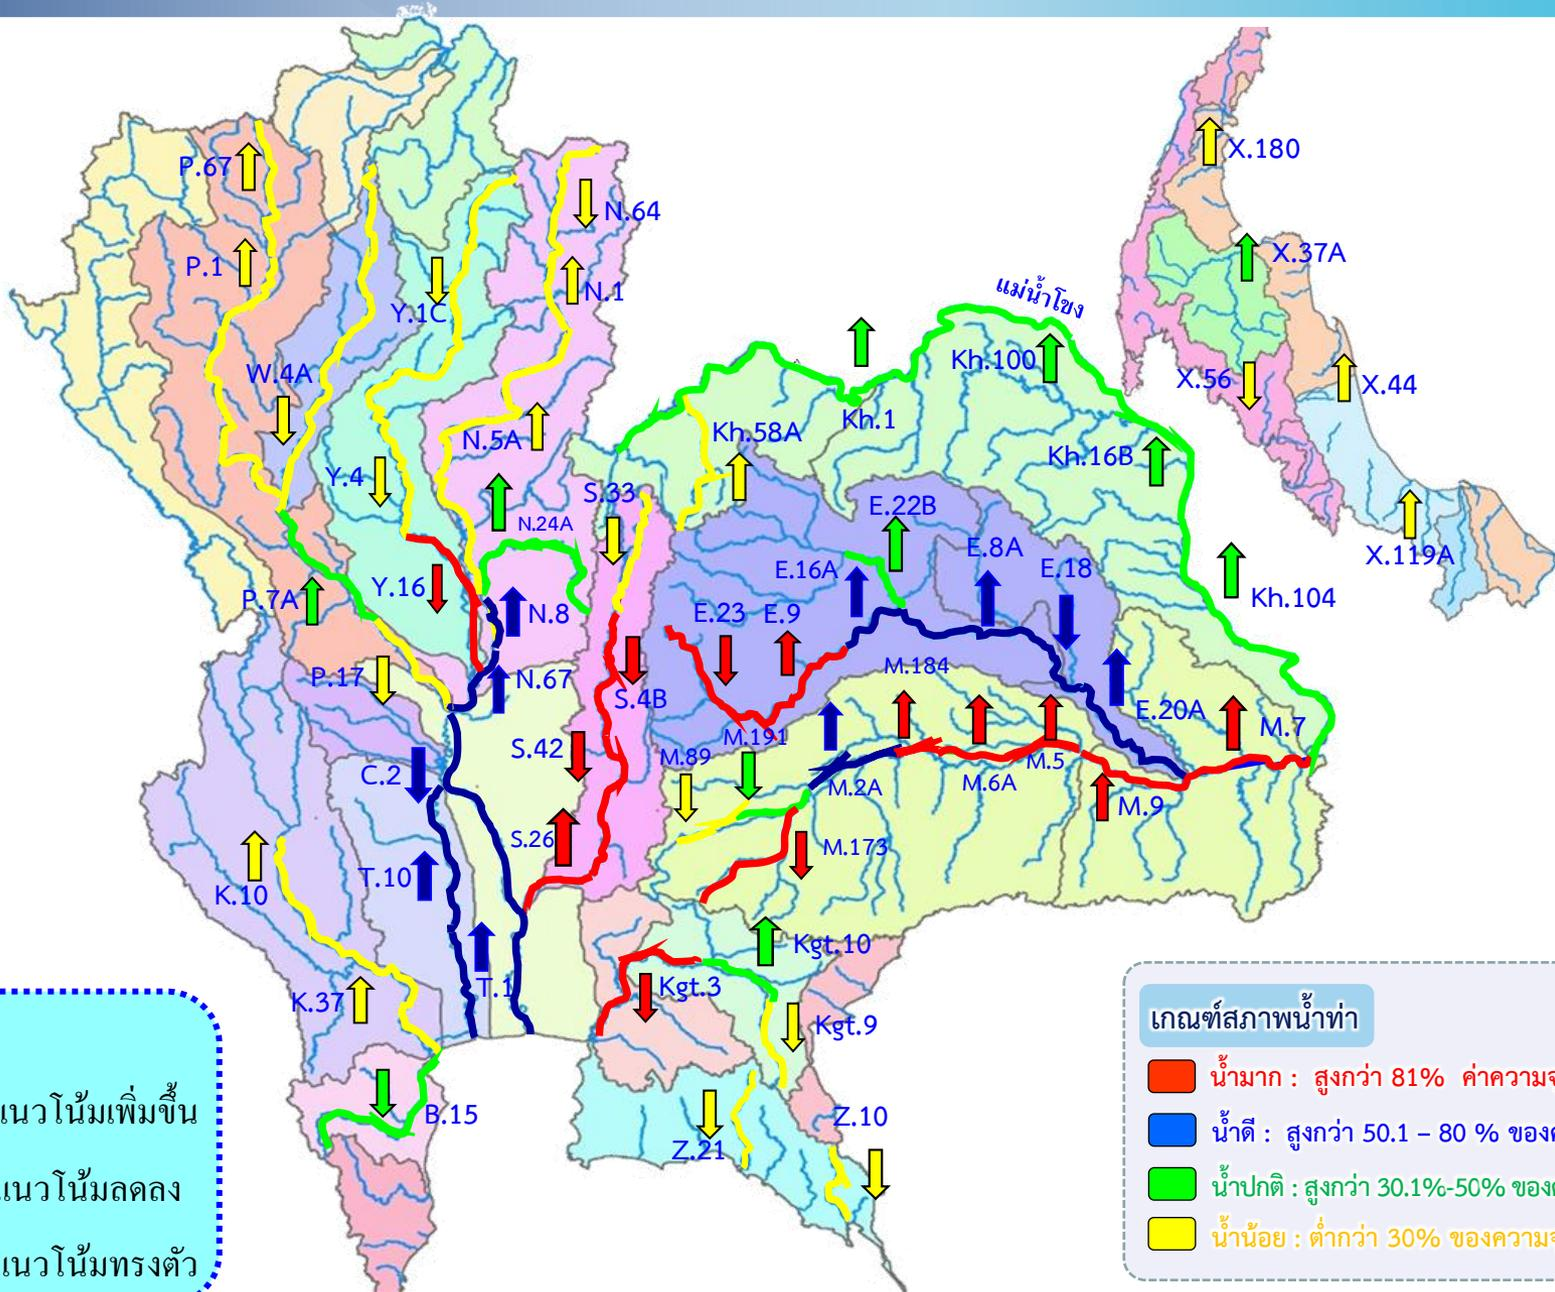 P.67
X.180
N.64
P.1
X.37A
N.1
แม่น้ำโขง
Y.1C
Kh.100
W.4A
X.56
X.44
Kh.1
N.5A
Kh.58A
Kh.16B
Y.4
S.33
E.22B
N.24A
E.8A
X.119A
E.16A
E.18
Y.16
P.7A
Kh.104
N.8
E.23
E.9
M.184
P.17
N.67
S.4B
E.20A
M.7
M.191
S.42
M.89
C.2
M.5
M.2A
M.6A
M.9
S.26
M.173
T.10
K.10
Kgt.10
T.1
Kgt.3
K.37
Kgt.9
B.15
Z.10
Z.21
แนวโน้มเพิ่มขึ้น
แนวโน้มลดลง
แนวโน้มทรงตัว
เกณฑ์สภาพน้ำท่า
น้ำมาก : สูงกว่า 81% ค่าความจ
น้ำดี : สูงกว่า 50.1 – 80 % ของ
น้ำปกติ : สูงกว่า 30.1%-50% ของ
น้ำน้อย : ต่ำกว่า 30% ของความจ